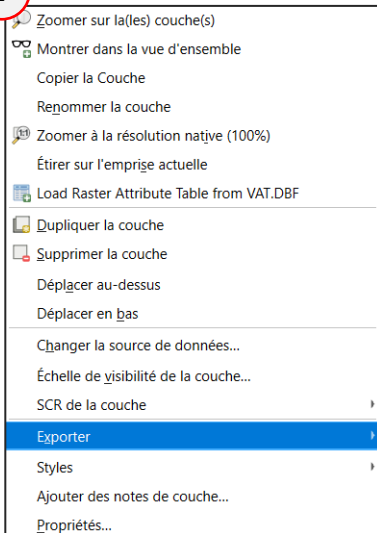 Zoomer sur la(les) couche(s)
Montrer dans la vue d'ensemble
Copier la Couche
Renommer la couche
1:1
Zoomer à la résolution native (100%)
Étirer sur l'emprise actuelle
Load Raster Attribute Table from VAT.DBF
Dupliquer la couche
Supprimer la couche
Déplacer au-dessus
Déplacer en bas
Changer la source de données...
Échelle de visibilité de la couche...
SCR de la couche
Exporter
Styles
Ajouter des notes de couche...
Propriétés...